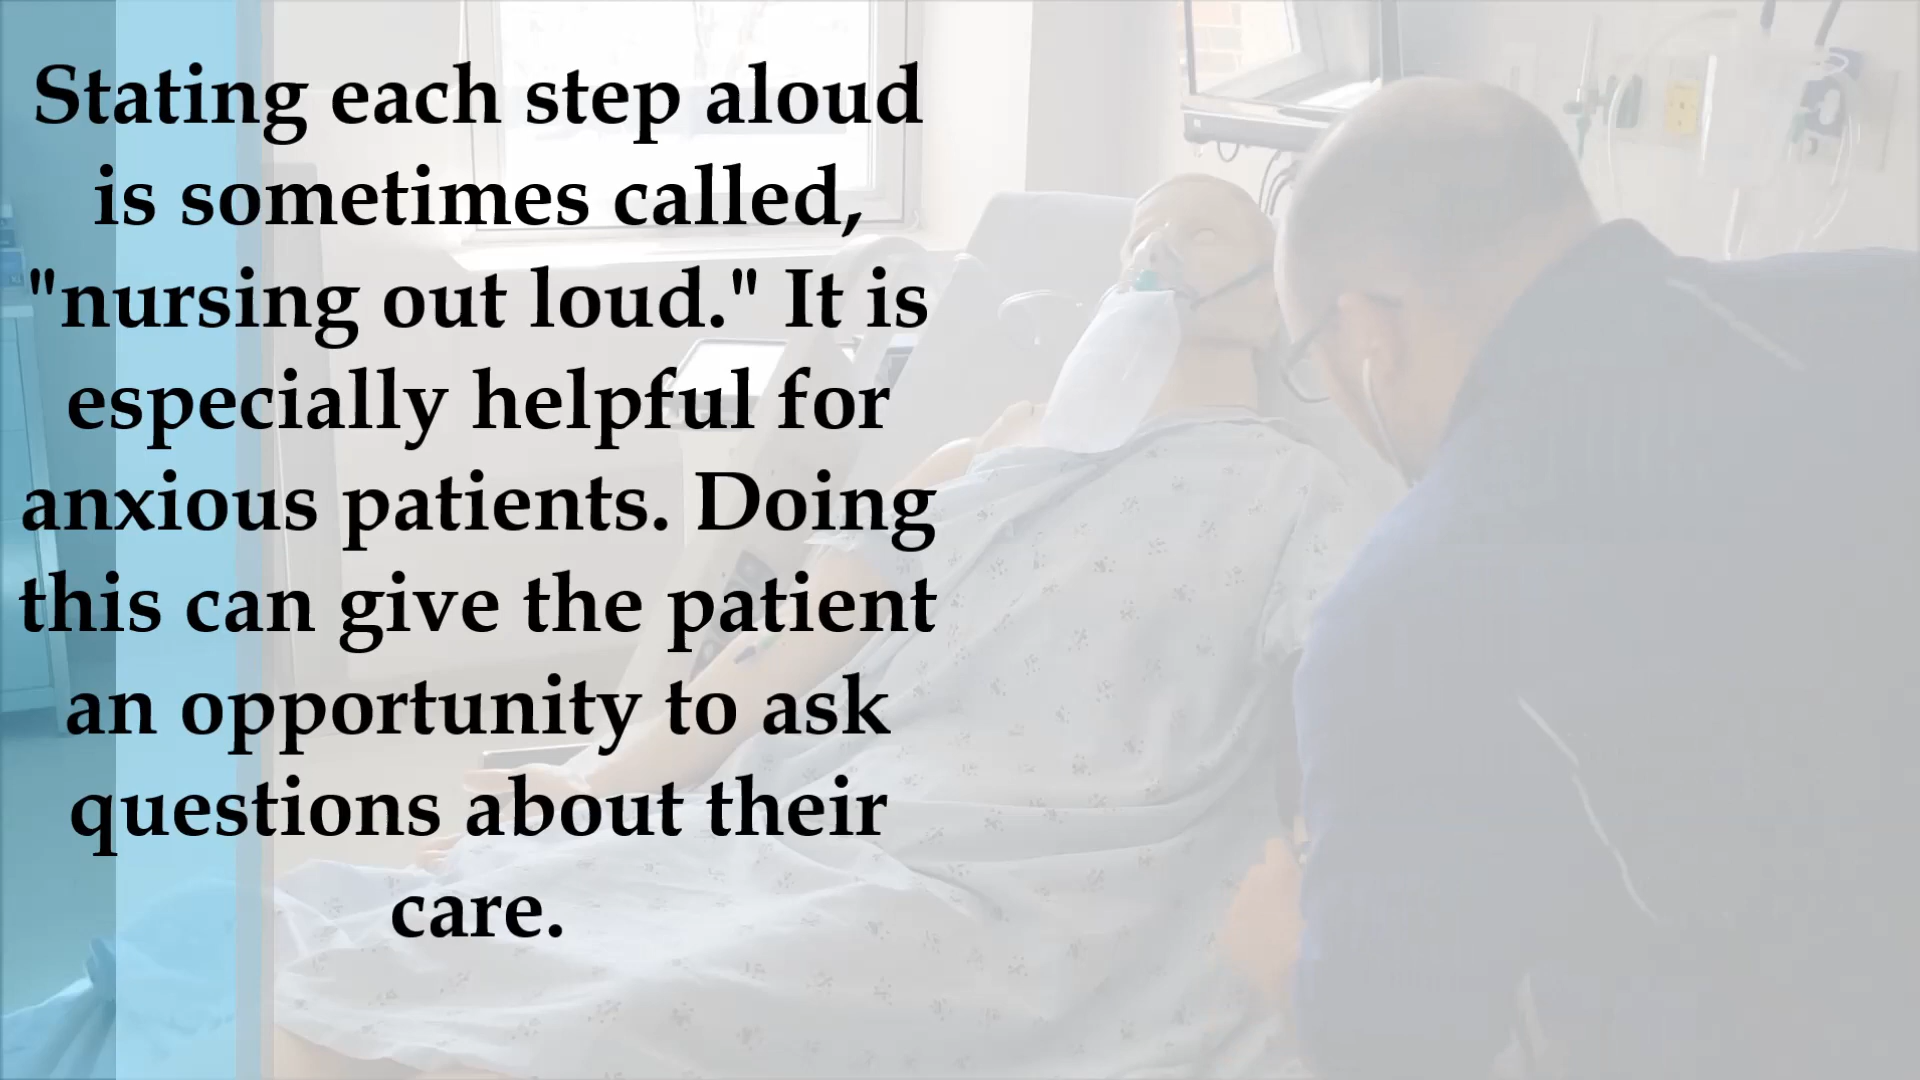 Stating each step aloud
is sometimes called,
"nursing out loud." It is
especially helpful for
anxious patients. Doing
this can give the patient
an opportunity to ask
questions about their
care.